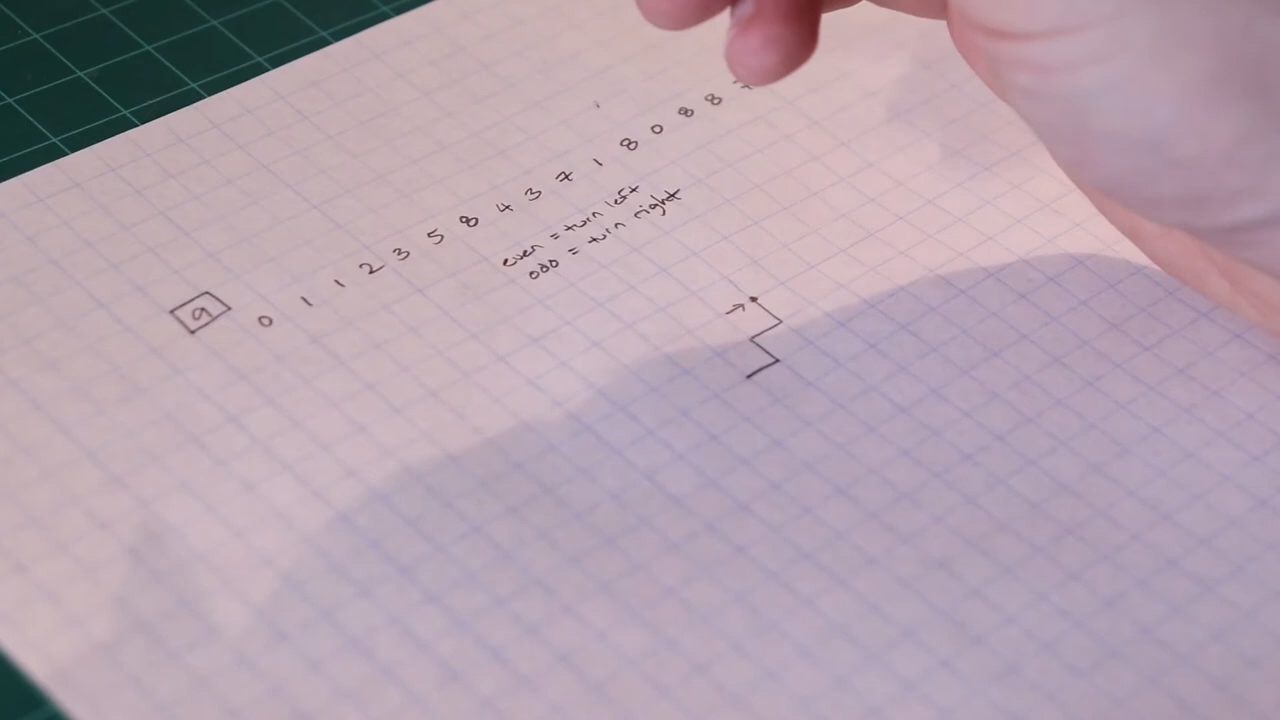 9 0 1 1 2 3 5 8 4 3 7 1 8 0 8 8 7
even = turn left
odd = turn right